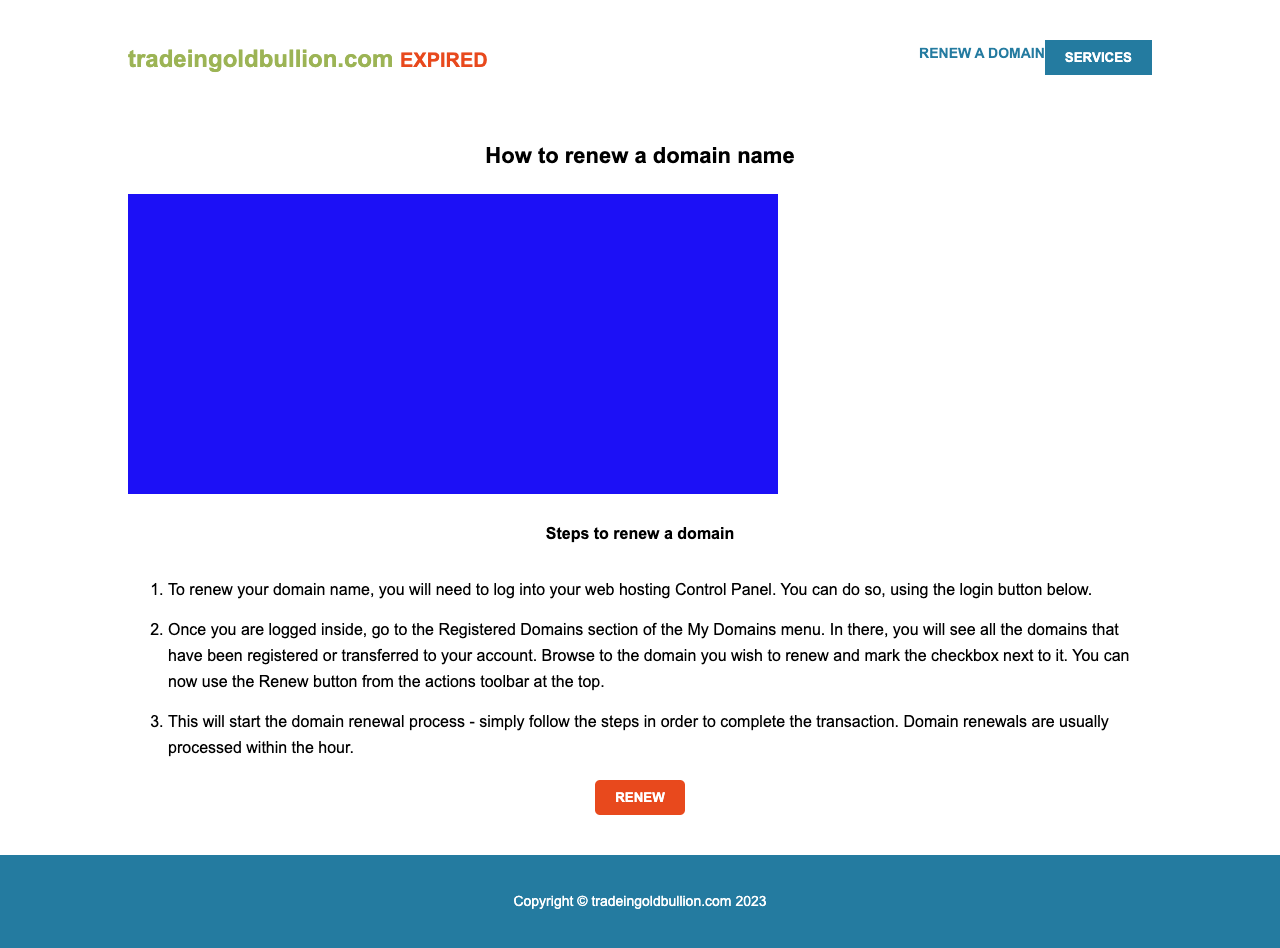 tradeingoldbullion.com EXPIRED
RENEW A DOMAIN
SERVICES
How to renew a domain name
Steps to renew a domain
1. To renew your domain name, you will need to log into your web hosting Control Panel. You can do so, using the login button below.
2. Once you are logged inside, go to the Registered Domains section of the My Domains menu. In there, you will see all the domains that
have been registered or transferred to your account. Browse to the domain you wish to renew and mark the checkbox next to it. You can
now use the Renew button from the actions toolbar at the top.
3. This will start the domain renewal process - simply follow the steps in order to complete the transaction. Domain renewals are usually
processed within the hour.
RENEW
Copyright © tradeingoldbullion.com 2023